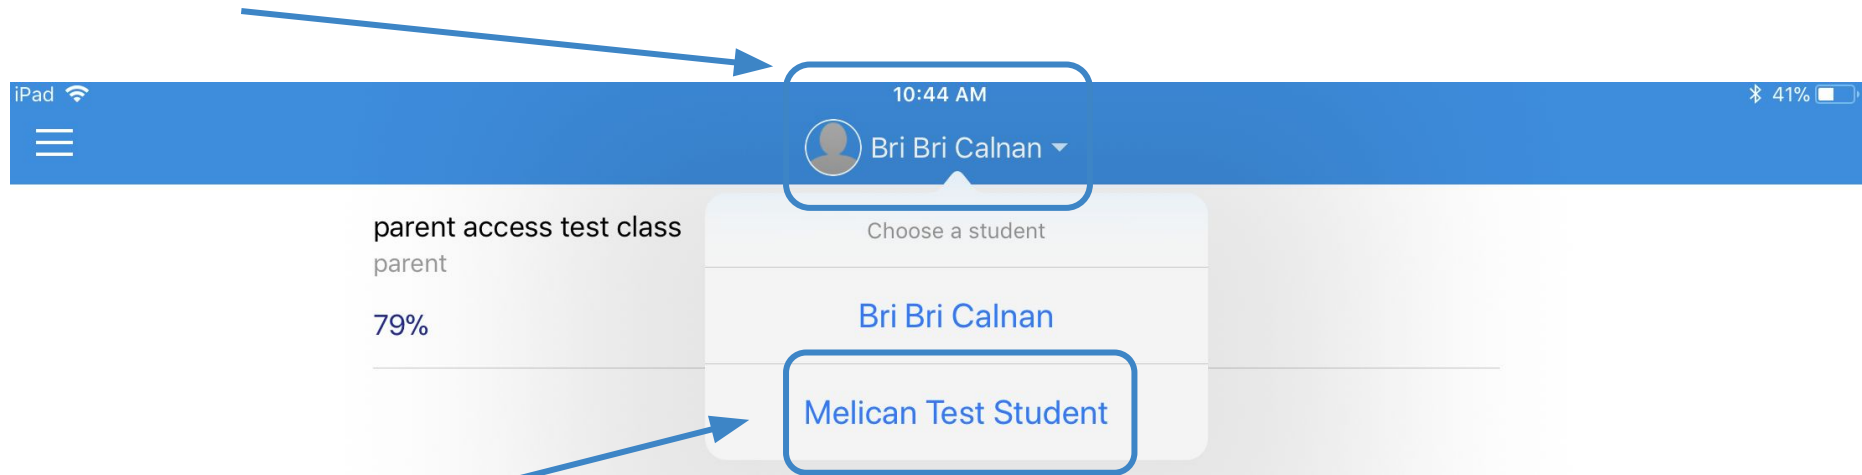 iPad 10:44 AM 41%
Bri Bri Calnan
parent access test class
parent
79%
Choose a student
Bri Bri Calnan
Melican Test Student